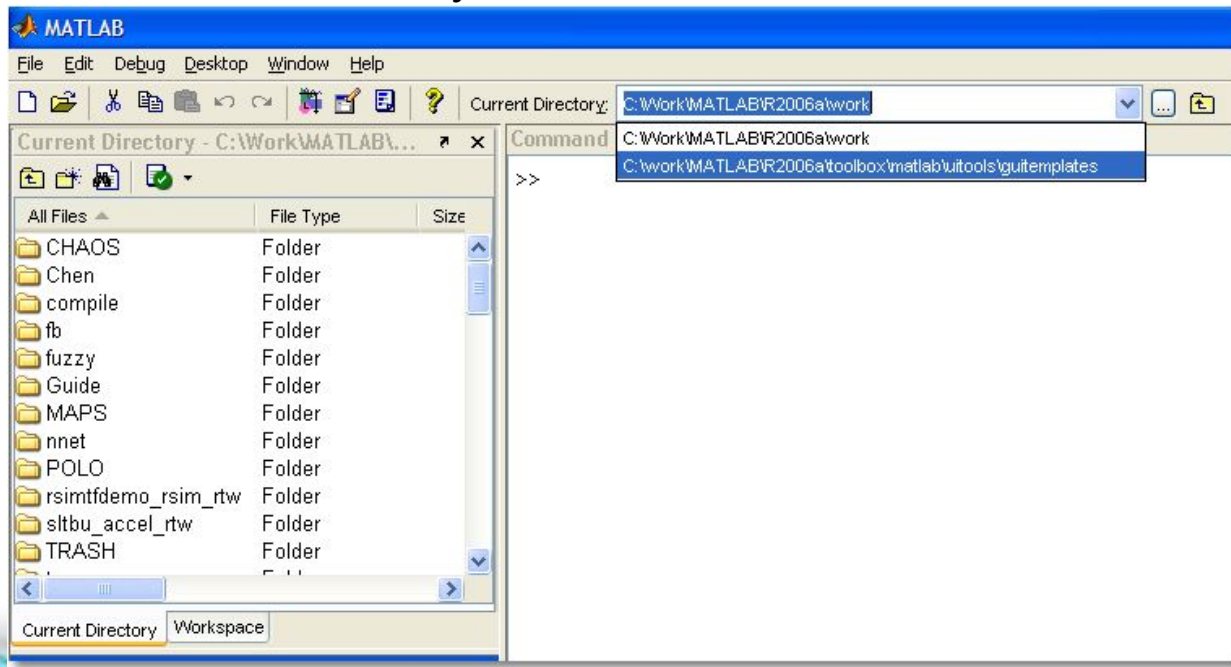 MATLAB
File Edit Debug Desktop Window Help
Current Directory: C:\Work\MATLAB\R2006a\work
Current Directory - C:\Work\MATLAB\...
Command
C:\Work\MATLAB\R2006a\work
C:\work\MATLAB\R2006a\toolbox\matlab\uitools\guitemplates
>>
All Files File Type Size
CHAOS Folder
Chen Folder
compile Folder
fb Folder
fuzzy Folder
Guide Folder
MAPS Folder
nnet Folder
POLO Folder
rsimtfdemo_rsim_rtw Folder
sltbu_accel_rtw Folder
TRASH Folder
Current Directory Workspace